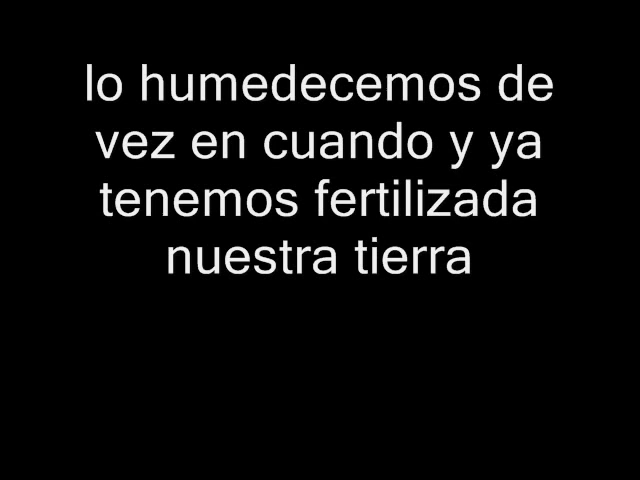 lo humedecemos de
vez en cuando y ya
tenemos fertilizada
nuestra tierra